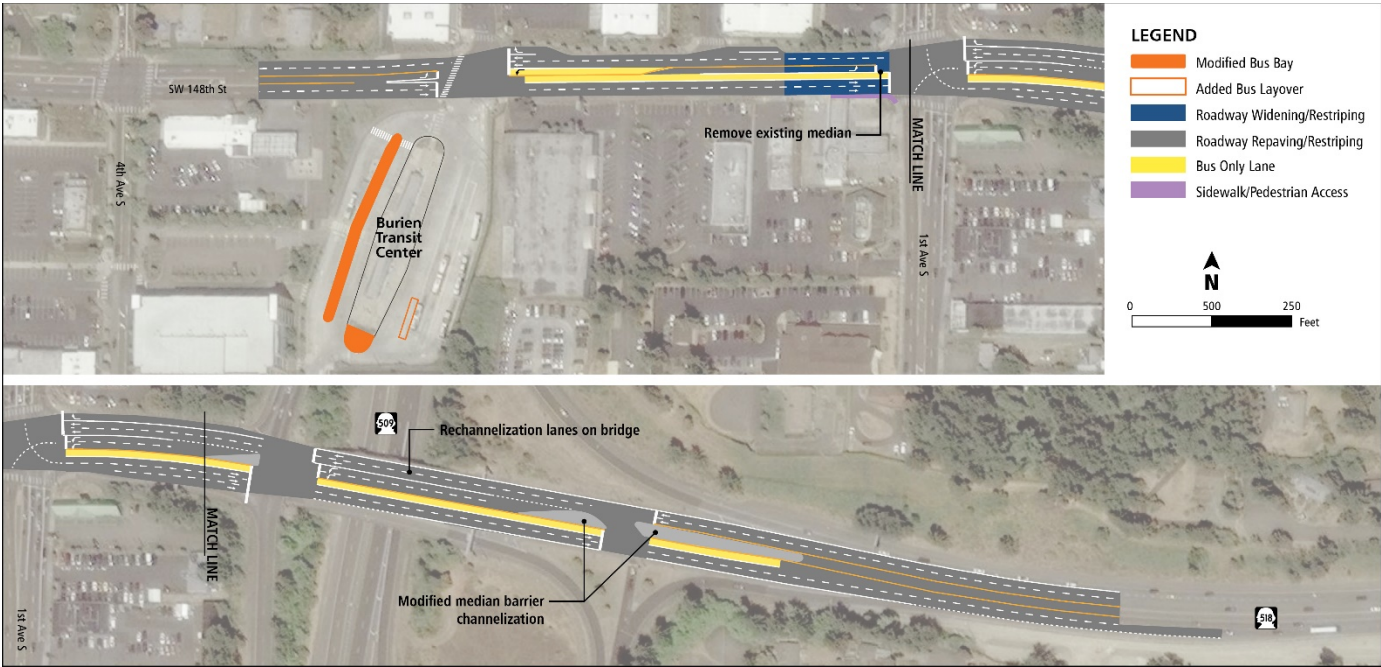 SW 148th St
4th Ave S
Burien
Transit
Center
Remove existing median
MATCH LINE
1st Ave S
LEGEND
Modified Bus Bay
Added Bus Layover
Roadway Widening/Restriping
Roadway Repaving/Restriping
Bus Only Lane
Sidewalk/Pedestrian Access
N
0 500 250
Feet
509
Rechannelization lanes on bridge
MATCH LINE
Modified median barrier
channelization
1st Ave S
518